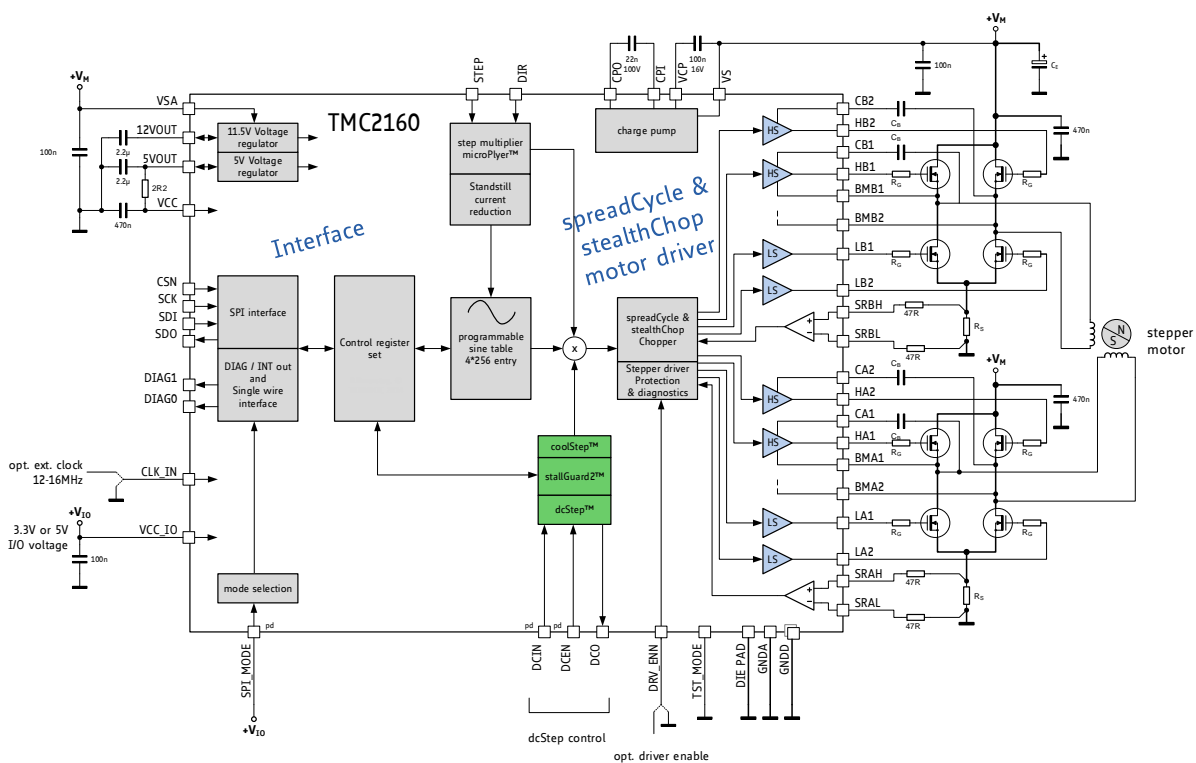 +VM
VSA
12VOUT
2.2µ
100n
5VOUT
2.2µ
2R2
VCC
470n
TMC2160
11.5V Voltage
regulator
5V Voltage
regulator
Interface
CSN
SCK
SDI
SDO
DIAG1
DIAG0
SPI interface
DIAG / INT out
and
Single wire
interface
Control register
set
opt. ext. clock
12-16MHz
CLK_IN
+VIO
3.3V or 5V
I/O voltage
VCC_IO
100n
mode selection
pd
SPI_MODE
+VIO
STEP
DIR
step multiplier
microPlyer™
Standstill
current
reduction
programmable
sine table
4*256 entry
x
coolStep™
stallGuard2™
dcStep™
pd
pd
DCIN
DCEN
DCO
dcStep control
DRV_ENN
opt. driver enable
TST_MODE
DIE PAD
GNDA
GNDD
22n
100V
100n
16V
CPO
CPI
VCP
VS
charge pump
spreadCycle &
stealthChop
motor driver
spreadCycle &
stealthChop
Chopper
Stepper driver
Protection
& diagnostics
HS
HS
LS
LS
+
-
HS
HS
LS
LS
+
-
+VM
100n
+
CE
CB2
CB
HB2
CB1
CB
470n
HB1
RG
RG
BMB1
BMB2
LB1
RG
RG
LB2
SRBH
47R
RS
SRBL
47R
N
S
stepper
motor
+VM
CA2
CB
HA2
470n
CA1
CB
HA1
RG
RG
BMA1
BMA2
LA1
RG
RG
LA2
SRAH
47R
RS
SRAL
47R